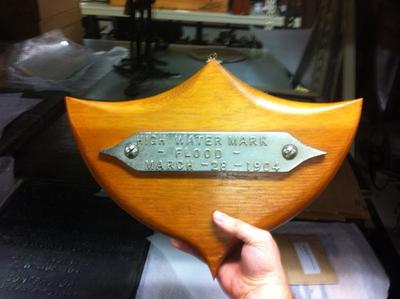 HIGH WATER MARK
- FLOOD -
MARCH - 28 - 1904